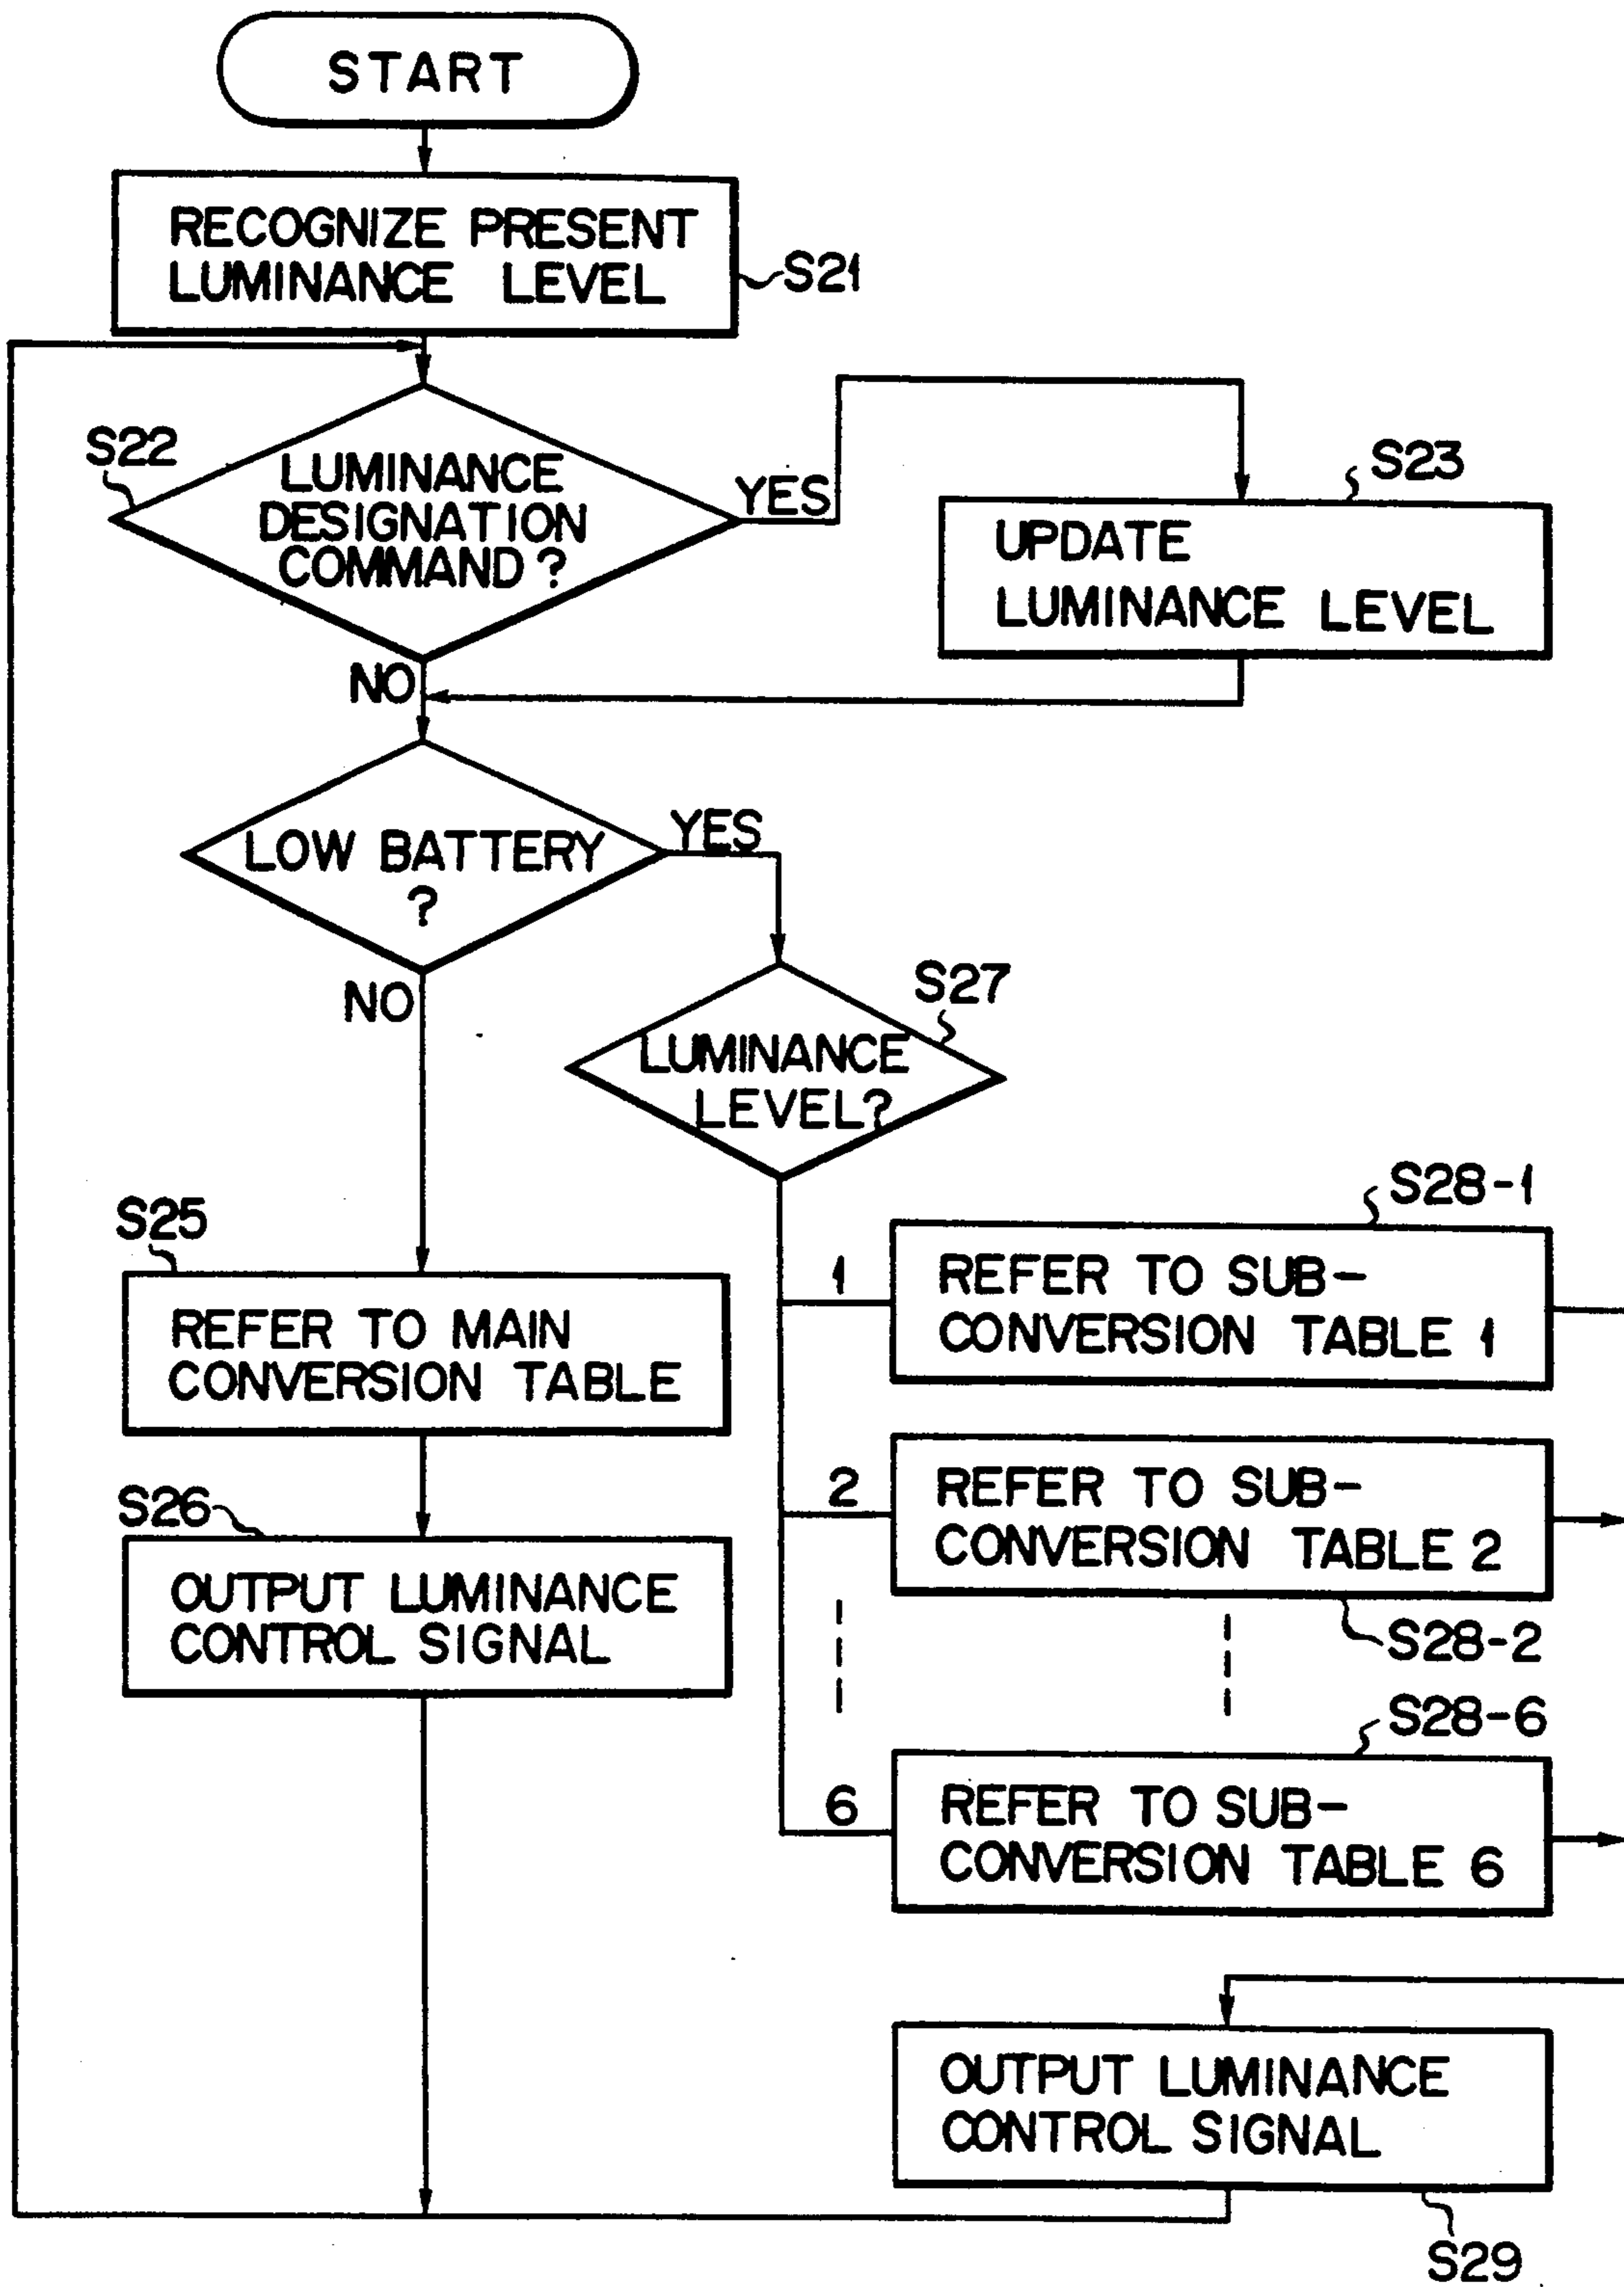 START
RECOGNIZE PRESENT
LUMINANCE LEVEL
S21
S22
LUMINANCE
DESIGNATION
COMMAND ?
YES
S23
UPDATE
LUMINANCE LEVEL
NO
LOW BATTERY
?
YES
NO
S27
LUMINANCE
LEVEL?
S25
REFER TO MAIN
CONVERSION TABLE
S26
OUTPUT LUMINANCE
CONTROL SIGNAL
S28-1
1
REFER TO SUB-
CONVERSION TABLE 1
2
REFER TO SUB-
CONVERSION TABLE 2
S28-2
S28-6
6
REFER TO SUB-
CONVERSION TABLE 6
OUTPUT LUMINANCE
CONTROL SIGNAL
S29